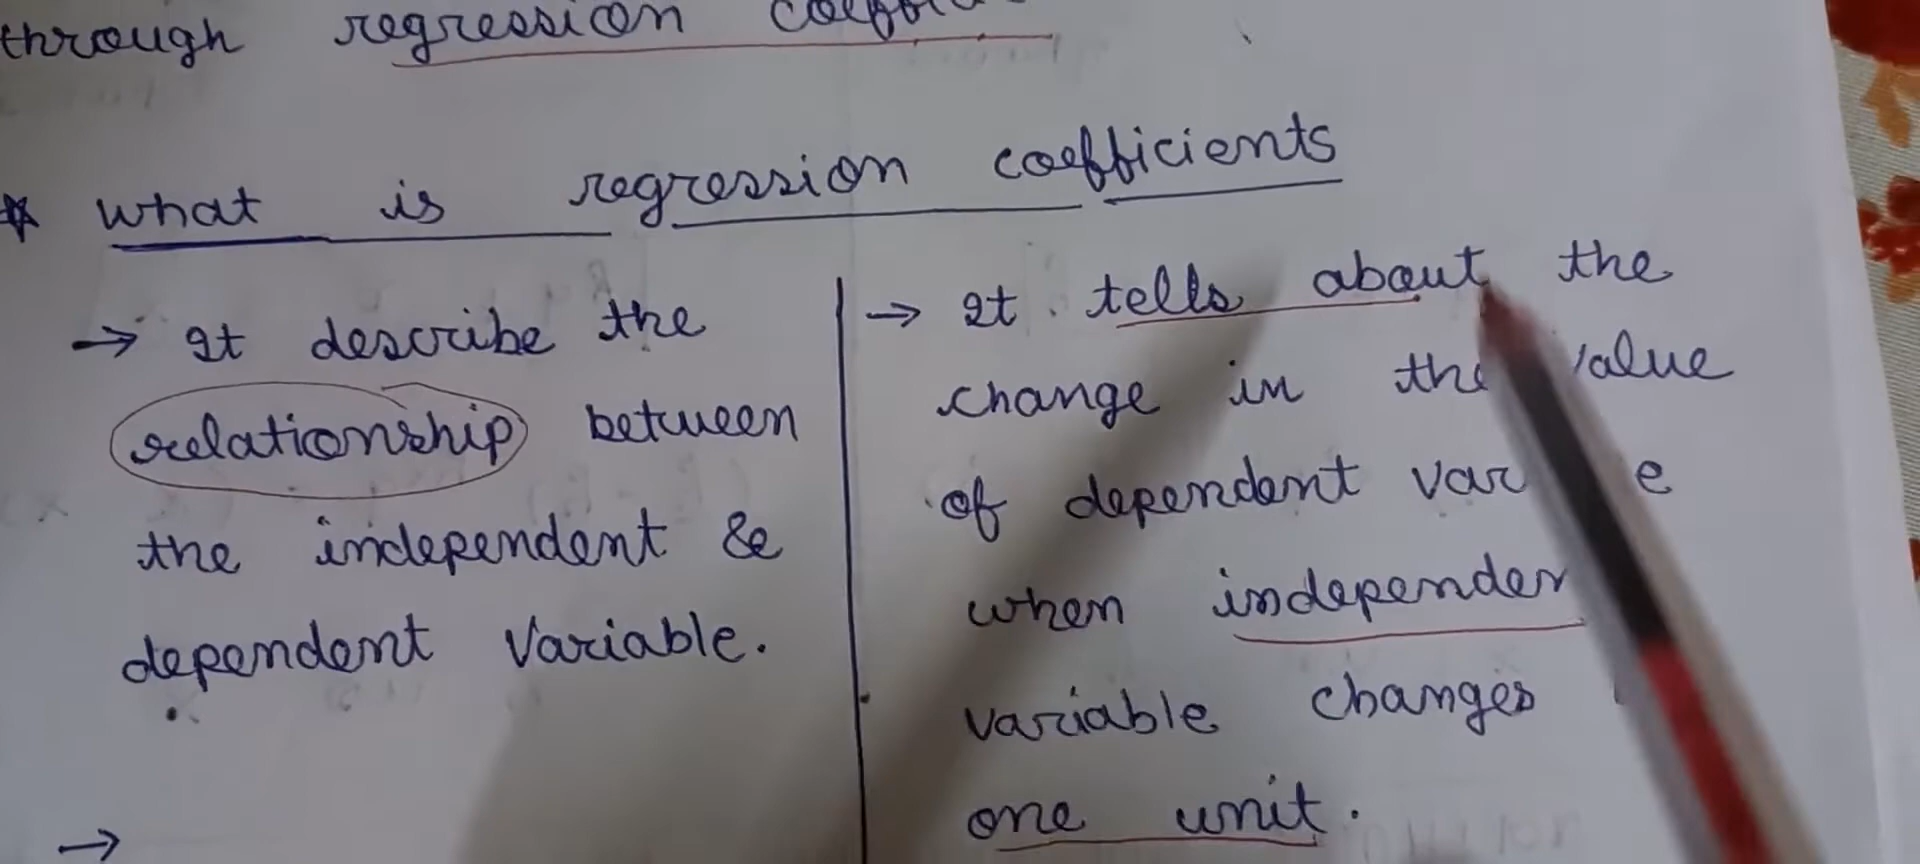 through regression
* what is regression coefficients
→ It describe the
relationship between
the independent &
dependent variable.
→
→ It tells about the
change in the value
of dependent
when
variable changes
one unit.